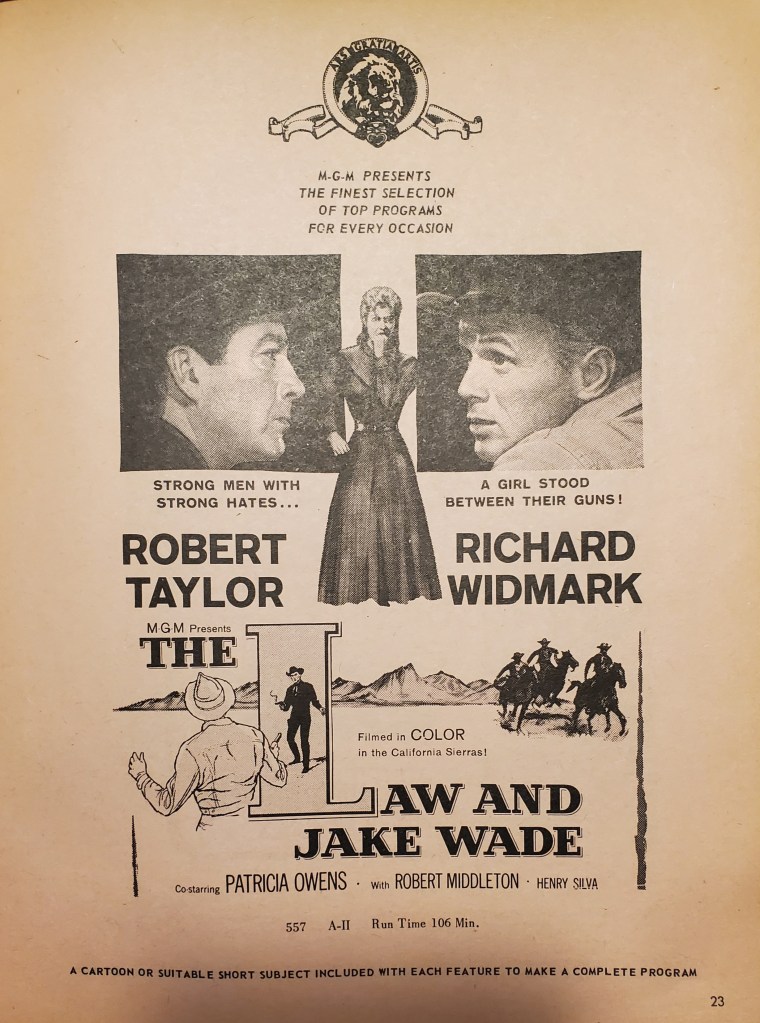 ARS GRATIA ARTIS
M-G-M PRESENTS
THE FINEST SELECTION
OF TOP PROGRAMS
FOR EVERY OCCASION
STRONG MEN WITH
STRONG HATES...
A GIRL STOOD
BETWEEN THEIR GUNS!
ROBERT
TAYLOR
RICHARD
WIDMARK
M-G-M Presents
THE
LAW AND
JAKE WADE
Filmed in COLOR
in the California Sierras!
Co-starring PATRICIA OWENS · With ROBERT MIDDLETON · HENRY SILVA
557 A-II Run Time 106 Min.
A CARTOON OR SUITABLE SHORT SUBJECT INCLUDED WITH EACH FEATURE TO MAKE A COMPLETE PROGRAM
23